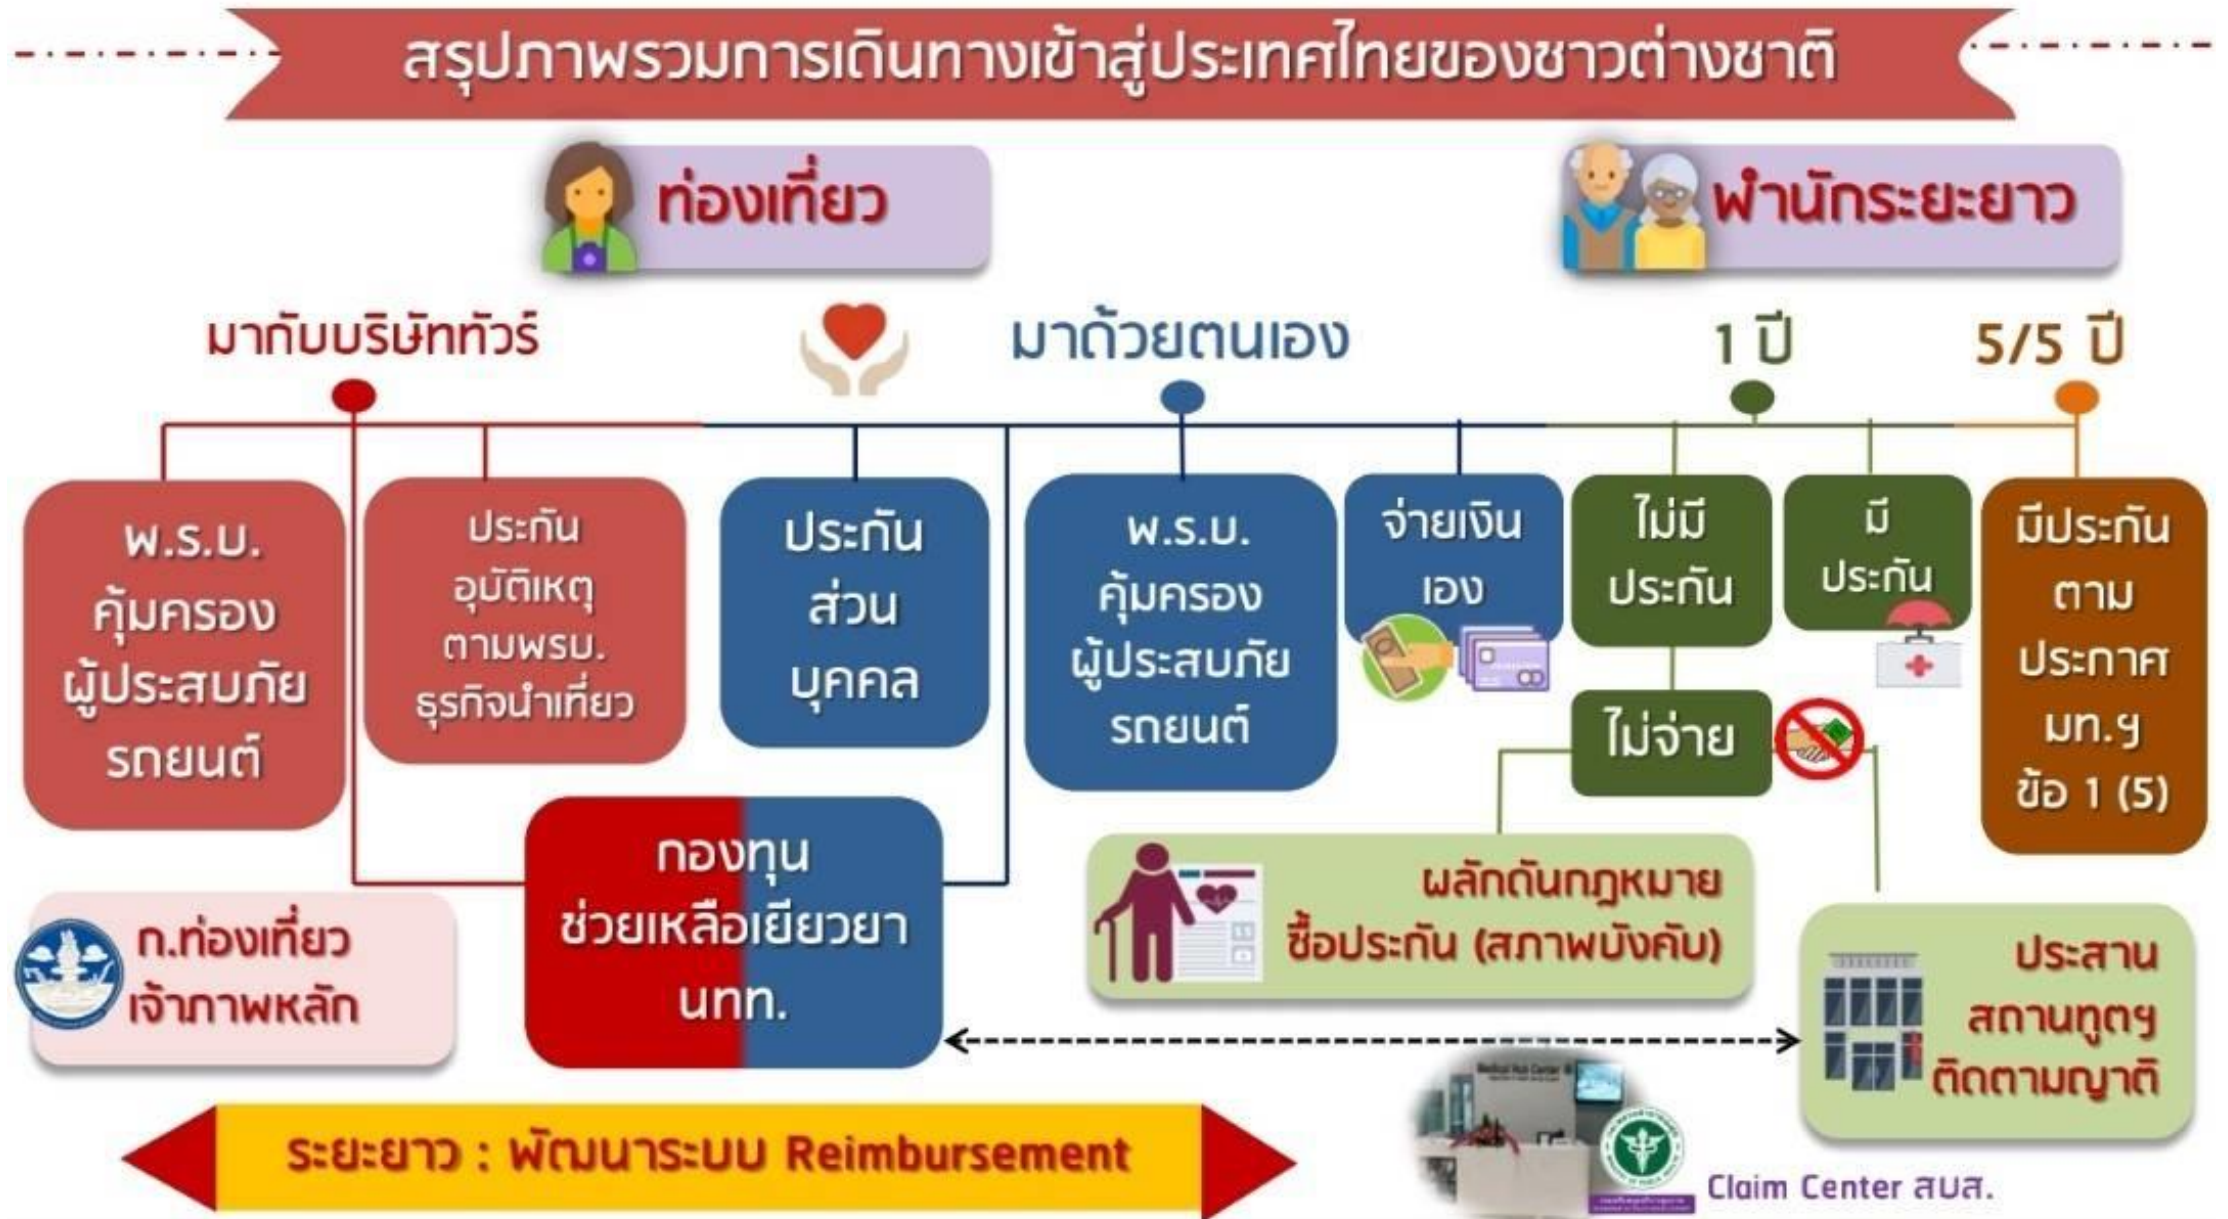 สรุปภาพรวมการเดินทางเข้าสู่ประเทศไทยของชาวต่างชาติ
ท่องเที่ยว
พำนักระยะยาว
มากับบริษัททัวร์
มาด้วยตนเอง
1 ปี
5/5 ปี
พ.ร.บ.
คุ้มครอง
ผู้ประสบภัย
รถยนต์
ประกัน
อุบัติเหตุ
ตามพรบ.
ธุรกิจนำเที่ยว
ประกัน
ส่วน
บุคคล
พ.ร.บ.
คุ้มครอง
ผู้ประสบภัย
รถยนต์
จ่ายเงิน
เอง
ไม่มี
ประกัน
มี
ประกัน
มีประกัน
ตาม
ประกาศ
มท.ฯ
ข้อ 1 (5)
ไม่จ่าย
กองทุน
ช่วยเหลือเยียวยา
นทท.
ผลักดันกฎหมาย
ซื้อประกัน (สภาพบังคับ)
ก.ท่องเที่ยว
เจ้าภาพหลัก
ประสาน
สถานทูตฯ
ติดตามญาติ
ระยะยาว : พัฒนาระบบ Reimbursement
Medical Hub Center
Claim Center สบส.